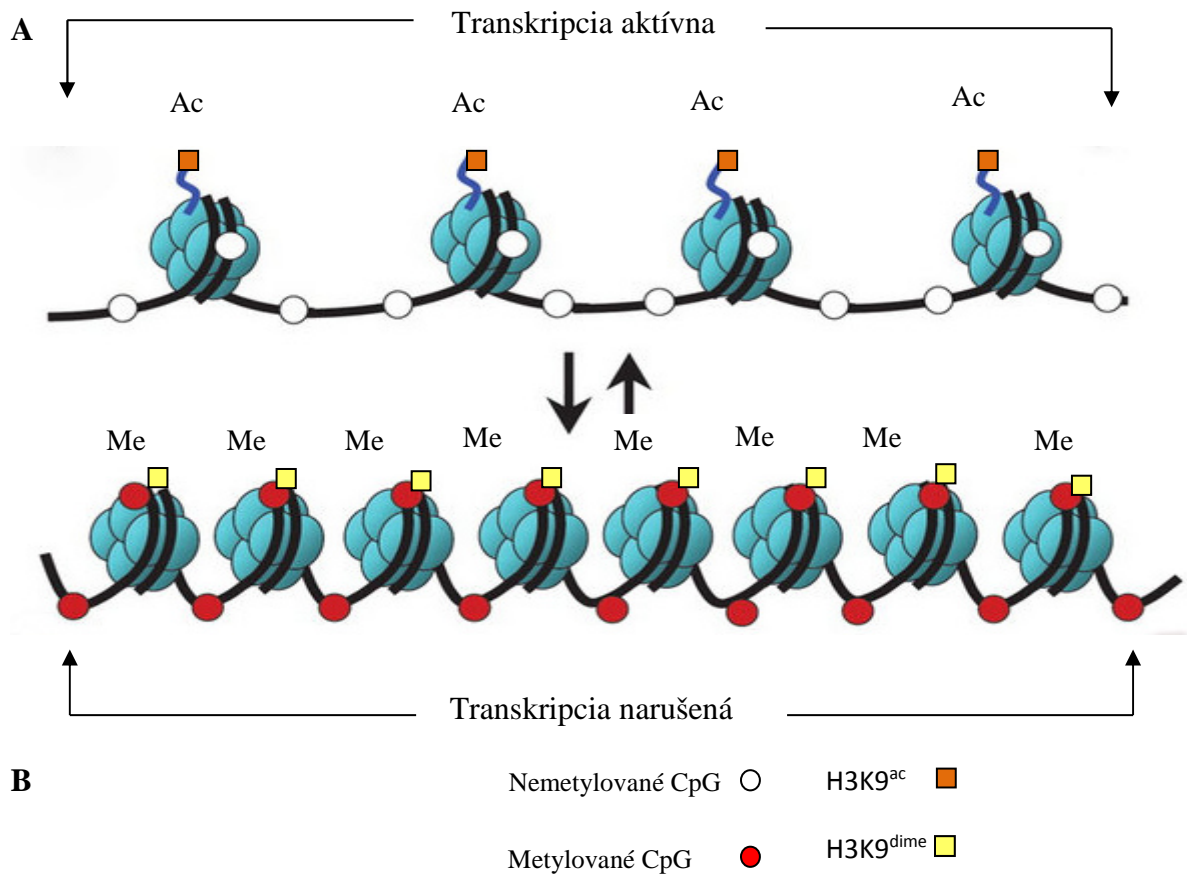 A
Transkripcia aktívna
Ac Ac Ac Ac
Me Me Me Me Me Me Me Me
Transkripcia narušená
B
Nemetylované CpG H3K9ac
Metylované CpG H3K9dime